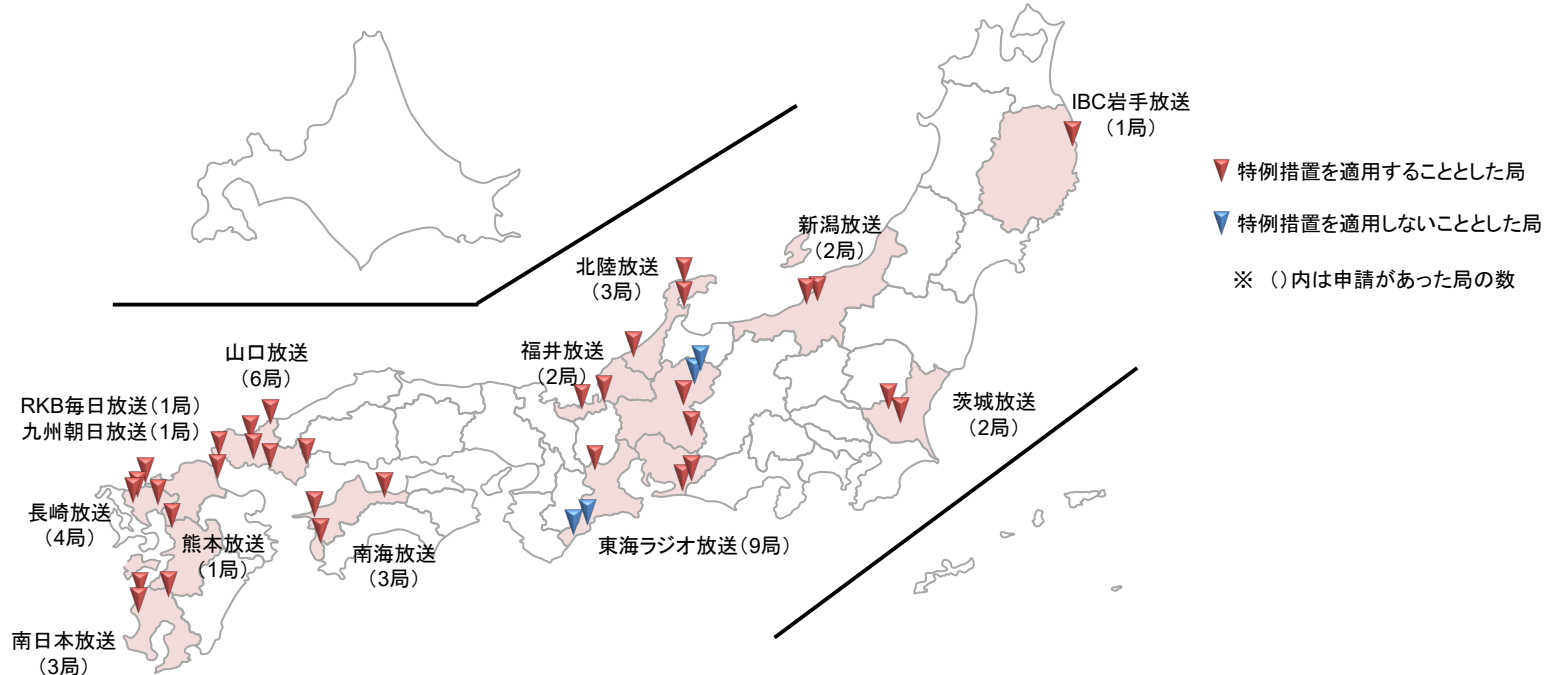 IBC岩手放送
（1局）
特例措置を適用することとした局
特例措置を適用しないこととした局
※ （）内は申請があった局の数
新潟放送
（2局）
北陸放送
（3局）
福井放送
（2局）
山口放送
（6局）
RKB毎日放送（1局）
九州朝日放送（1局）
茨城放送
（2局）
長崎放送
（4局）
熊本放送
（1局）
南海放送
（3局）
東海ラジオ放送（9局）
南日本放送
（3局）